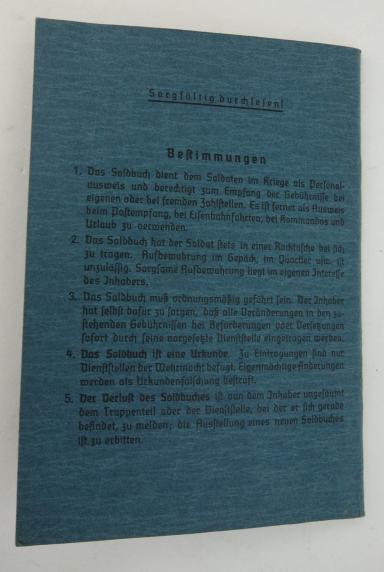 Sorgfältig durchlesen!
Bestimmungen
1. Das Soldbuch dient dem Soldaten im Kriege als Personal-
ausweis und berechtigt zum Empfang der Gebührnisse bei
eigenen oder bei fremden Zahlstellen. Es ist ferner als Ausweis
beim Postempfang, bei Eisenbahnfahrten, bei Kommandos und
Urlaub zu verwenden.
2. Das Soldbuch hat der Soldat stets in einer Rocktasche bei sich
zu tragen. Aufbewahrung im Gepäck, im Quartier usw. ist
unzulässig. Sorgsame Aufbewahrung liegt im eigenen Interesse
des Inhabers.
3. Das Soldbuch muß ordnungsmäßig geführt sein. Der Inhaber
hat selbst dafür zu sorgen, daß alle Veränderungen in den zu-
stehenden Gebührnissen bei Beförderungen oder Versetzungen
sofort durch seine vorgesetzte Dienststelle eingetragen werden.
4. Das Soldbuch ist eine Urkunde. Zu Eintragungen sind nur
Dienststellen der Wehrmacht befugt. Eigenmächtige Änderungen
werden als Urkundenfälschung bestraft.
5. Der Verlust des Soldbuches ist von dem Inhaber ungesäumt
dem Truppenteil oder der Dienststelle, bei der er sich gerade
befindet, zu melden; die Ausstellung eines neuen Soldbuches
ist zu erbitten.